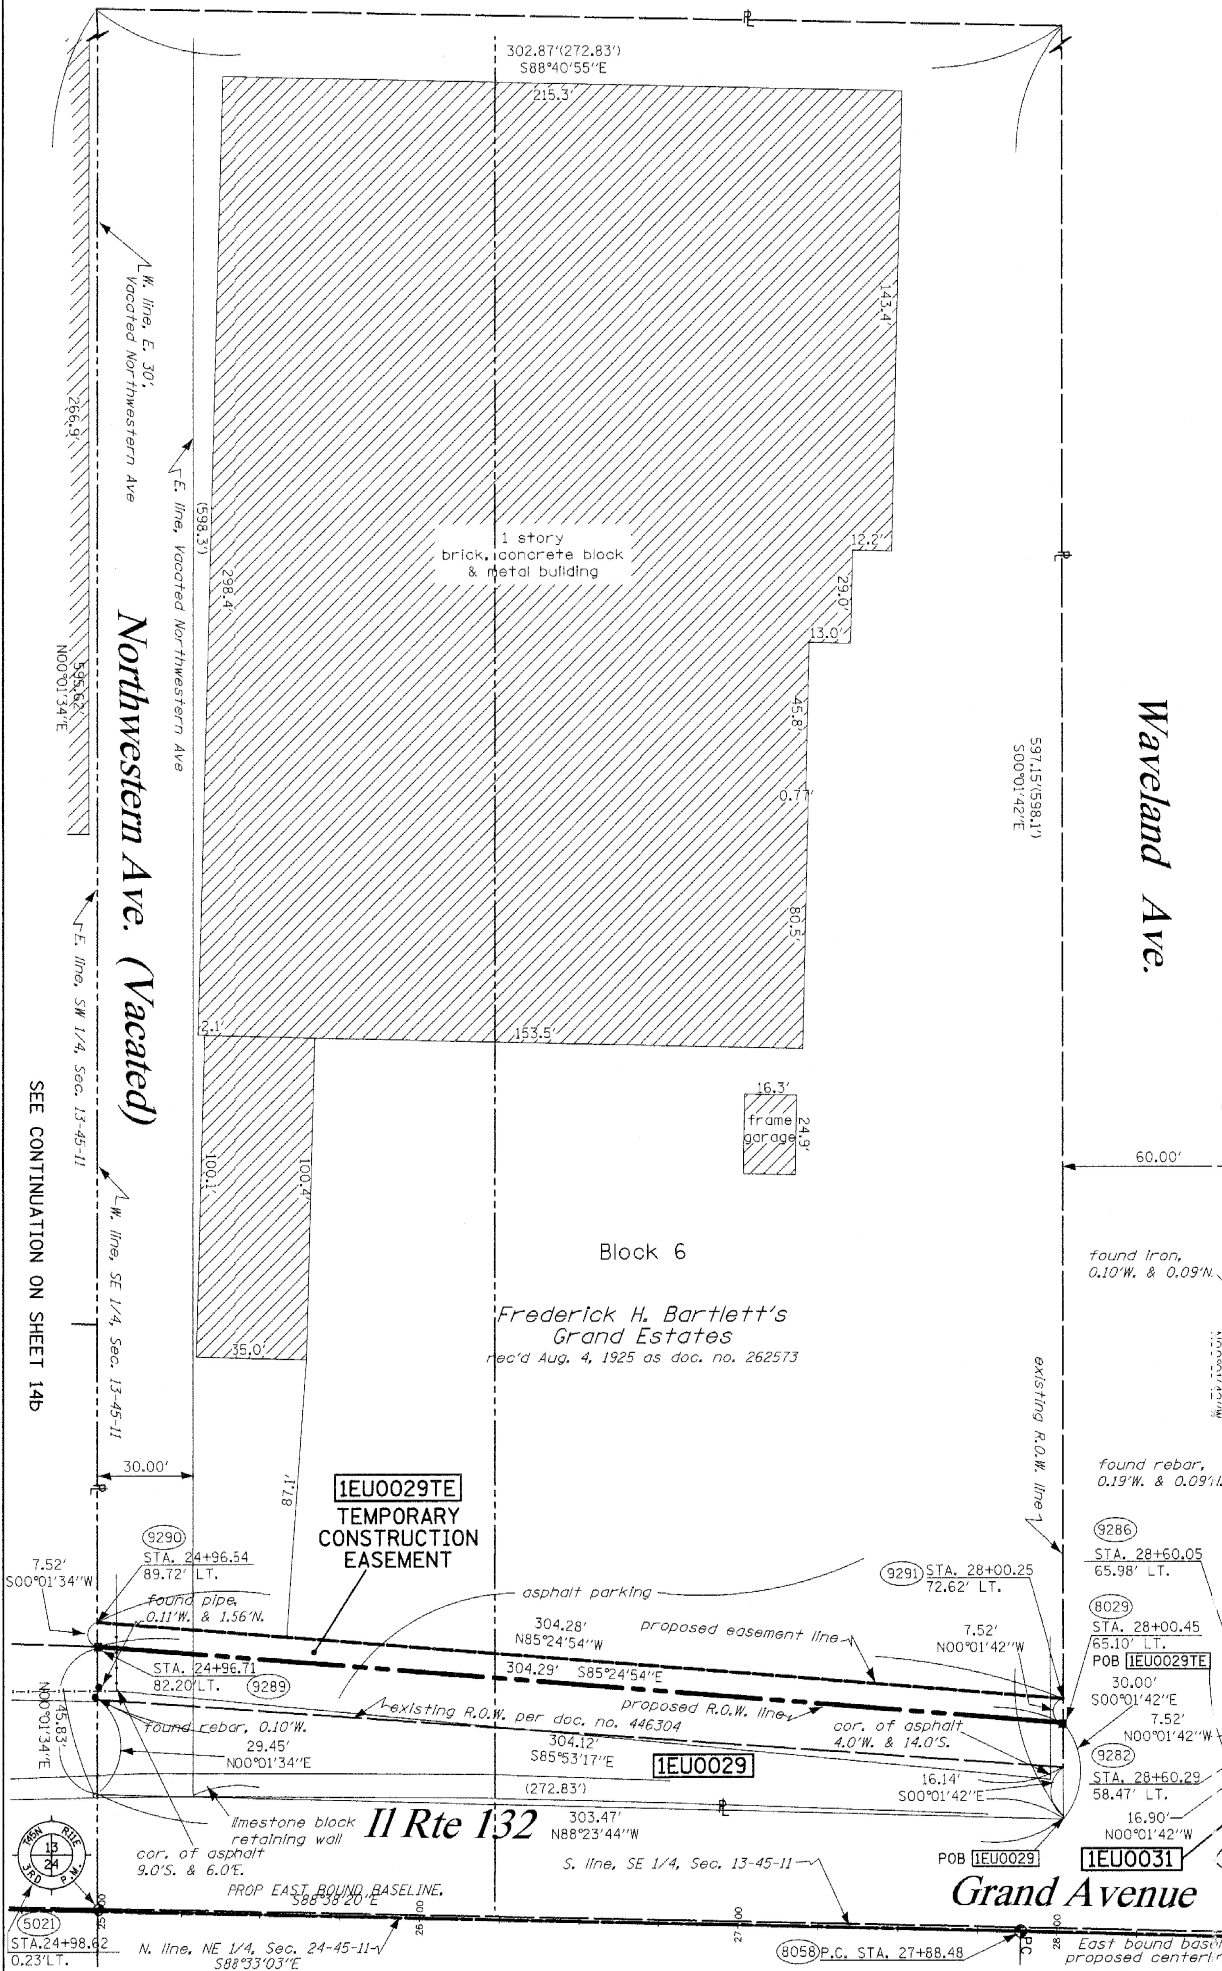 302.87'(272.83')
S88°40'55"E
215.3'
143.4'
W. line, E. 30',
Vacated Northwestern Ave
266.9'
E. line, Vacated Northwestern Ave
(598.3')
298.4'
1 story
brick, concrete block
& metal building
12.2'
29.0'
13.0'
45.8'
0.77'
80.5'
595.62'
N00°01'34"E
Northwestern Ave. (Vacated)
597.15'(598.1')
S00°01'42"E
Waveland Ave.
E. line, SW 1/4, Sec. 13-45-11
2.1'
153.5'
16.3'
frame
garage
24.9'
100.1'
100.4'
60.00'
SEE CONTINUATION ON SHEET 14b
W. line, SE 1/4, Sec. 13-45-11
Block 6
found iron,
0.10'W. & 0.09'N.
Frederick H. Bartlett's
Grand Estates
rec'd Aug. 4, 1925 as doc. no. 262573
35.0'
existing R.O.W. line
N00°01'42"W
30.00'
87.1'
found rebar,
0.19'W. & 0.09'N.
1EU0029TE
TEMPORARY
CONSTRUCTION
EASEMENT
9290
STA. 24+96.54
89.72' LT.
7.52'
S00°01'34"W
found pipe,
0.11'W. & 1.56'N.
asphalt parking
9291
STA. 28+00.25
72.62' LT.
9286
STA. 28+60.05
65.98' LT.
8029
STA. 28+00.45
65.10' LT.
POB 1EU0029TE
304.28'
N85°24'54"W
proposed easement line
7.52'
N00°01'42"W
304.29' S85°24'54"E
STA. 24+96.71
82.20'LT.
9289
30.00'
S00°01'42"E
7.52'
N00°01'42"W
existing R.O.W. per doc. no. 446304
proposed R.O.W. line
cor. of asphalt
4.0'W. & 14.0'S.
45.83'
N00°01'34"E
found rebar, 0.10'W.
29.45'
N00°01'34"E
304.12'
S85°53'17"E
1EU0029
9282
STA. 28+60.29
58.47' LT.
16.14'
S00°01'42"E
(272.83')
limestone block
retaining wall
Il Rte 132
303.47'
N88°23'44"W
16.90'
N00°01'42"W
POB 1EU0029
1EU0031
cor. of asphalt
9.0'S. & 6.0'E.
T45N R11E
13
24
3RD P.M.
S. line, SE 1/4, Sec. 13-45-11
Grand Avenue
PROP EAST BOUND BASELINE.
S88°38'20"E
5021
STA.24+98.62
0.23'LT.
N. line, NE 1/4, Sec. 24-45-11
S88°33'03"E
8058 P.C. STA. 27+88.48
P.C.
East bound
proposed